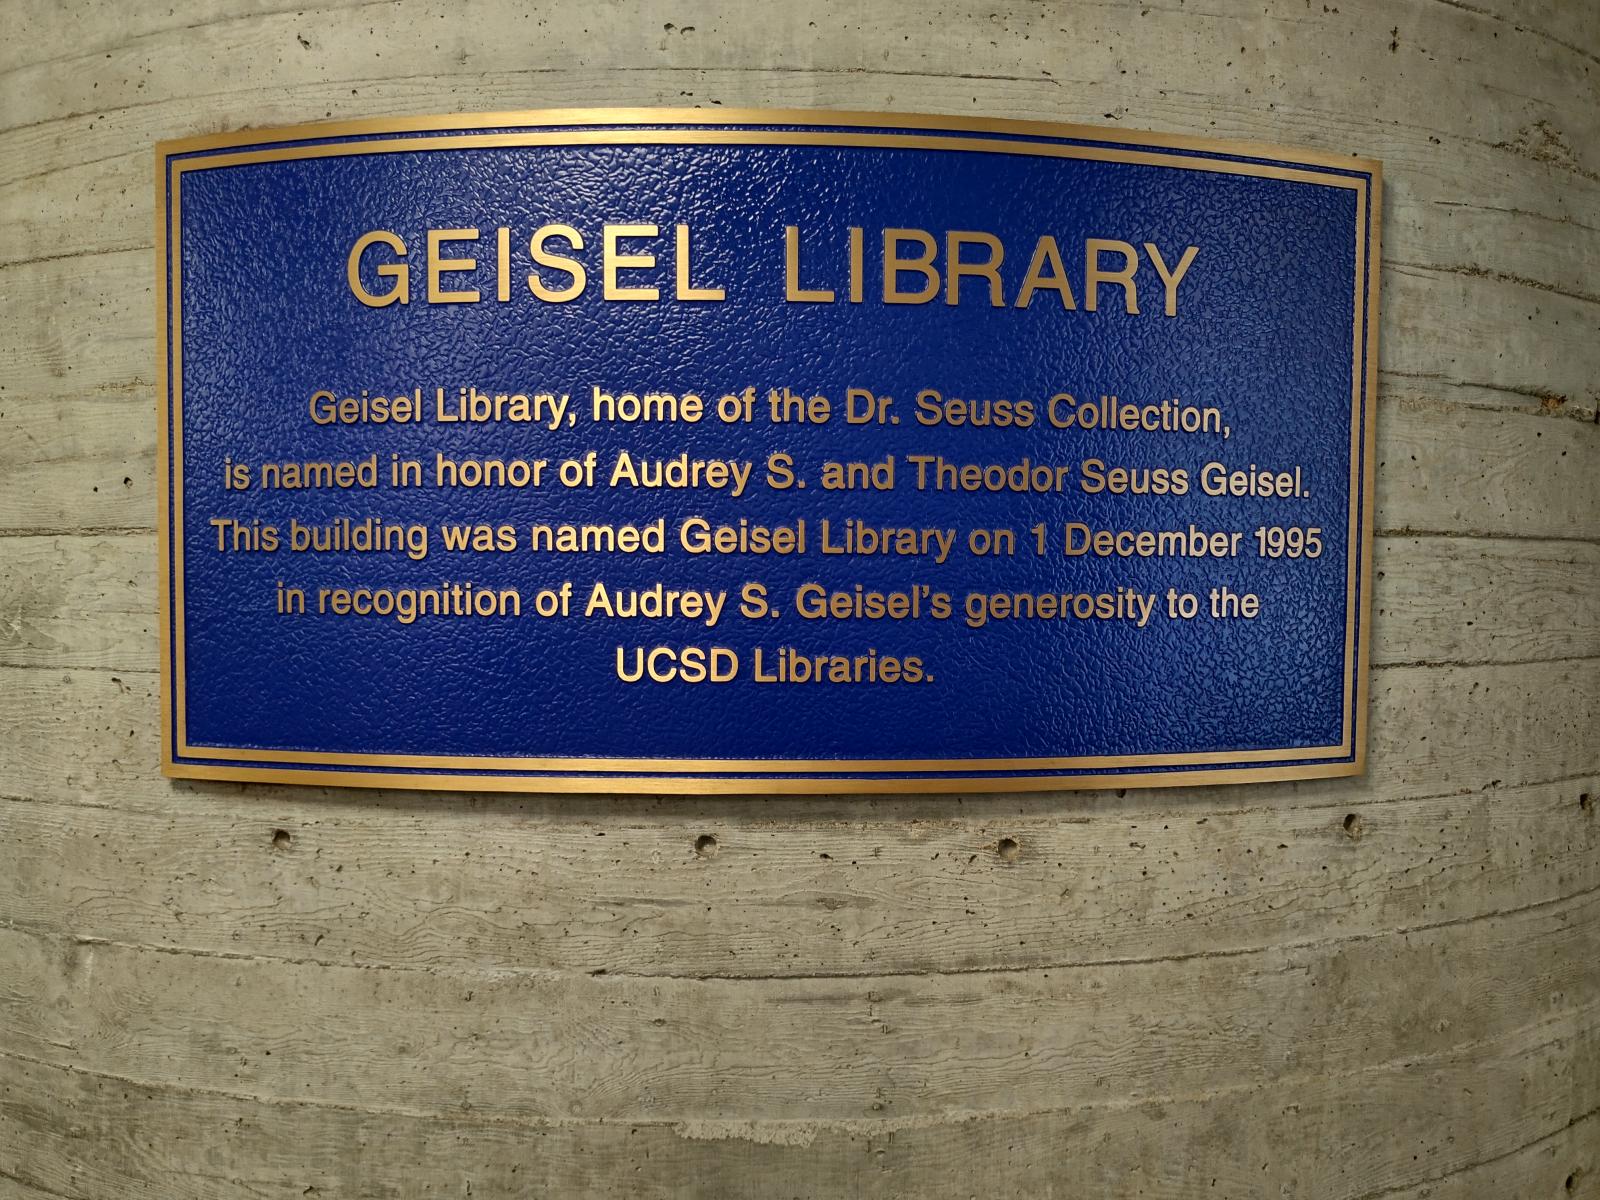 GEISEL LIBRARY
Geisel Library, home of the Dr. Seuss Collection,
is named in honor of Audrey S. and Theodor Seuss Geisel.
This building was named Geisel Library on 1 December 1995
in recognition of Audrey S. Geisel's generosity to the
UCSD Libraries.